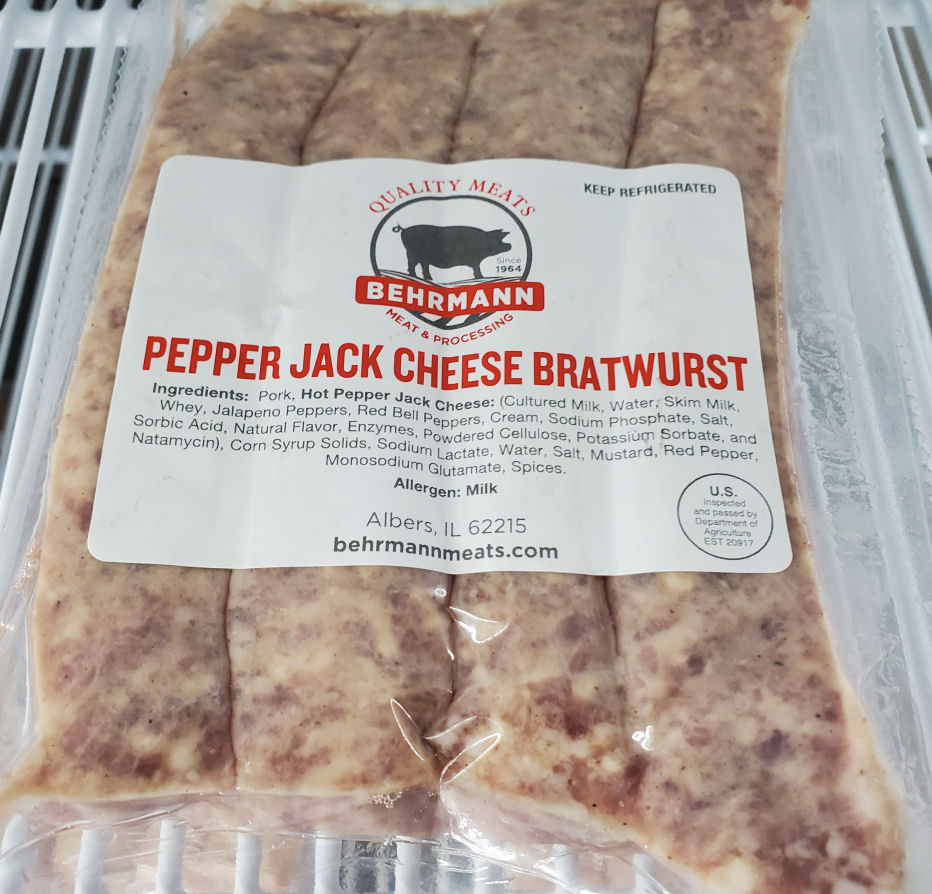 QUALITY MEATS
KEEP REFRIGERATED
Since
1964
BEHRMANN
MEAT & PROCESSING
PEPPER JACK CHEESE BRATWURST
Ingredients: Pork, Hot Pepper Jack Cheese: (Cultured Milk, Water, Skim Milk,
Whey, Jalapeno Peppers, Red Bell Peppers, Cream, Sodium Phosphate, Salt,
Sorbic Acid, Natural Flavor, Enzymes, Powdered Cellulose, Potassium Sorbate, and
Natamycin), Corn Syrup Solids, Sodium Lactate, Water, Salt, Mustard, Red Pepper,
Monosodium Glutamate, Spices.
Allergen: Milk
Albers, IL 62215
behrmannmeats.com
U.S.
Inspected
and passed by
Department of
Agriculture
EST 20917